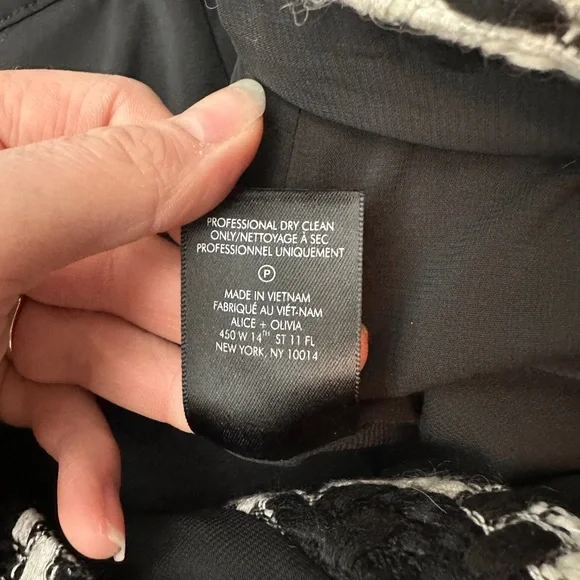 PROFESSIONAL DRY CLEAN
ONLY/NETTOYAGE À SEC
PROFESSIONNEL UNIQUEMENT
P
MADE IN VIETNAM
FABRIQUÉ AU VIÊT-NAM
ALICE + OLIVIA
450 W 14TH ST 11 FL
NEW YORK, NY 10014